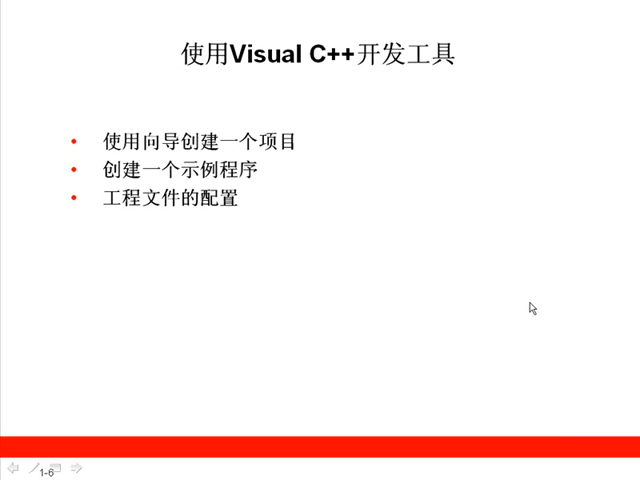 使用Visual C++开发工具
• 使用向导创建一个项目
• 创建一个示例程序
• 工程文件的配置
1-6